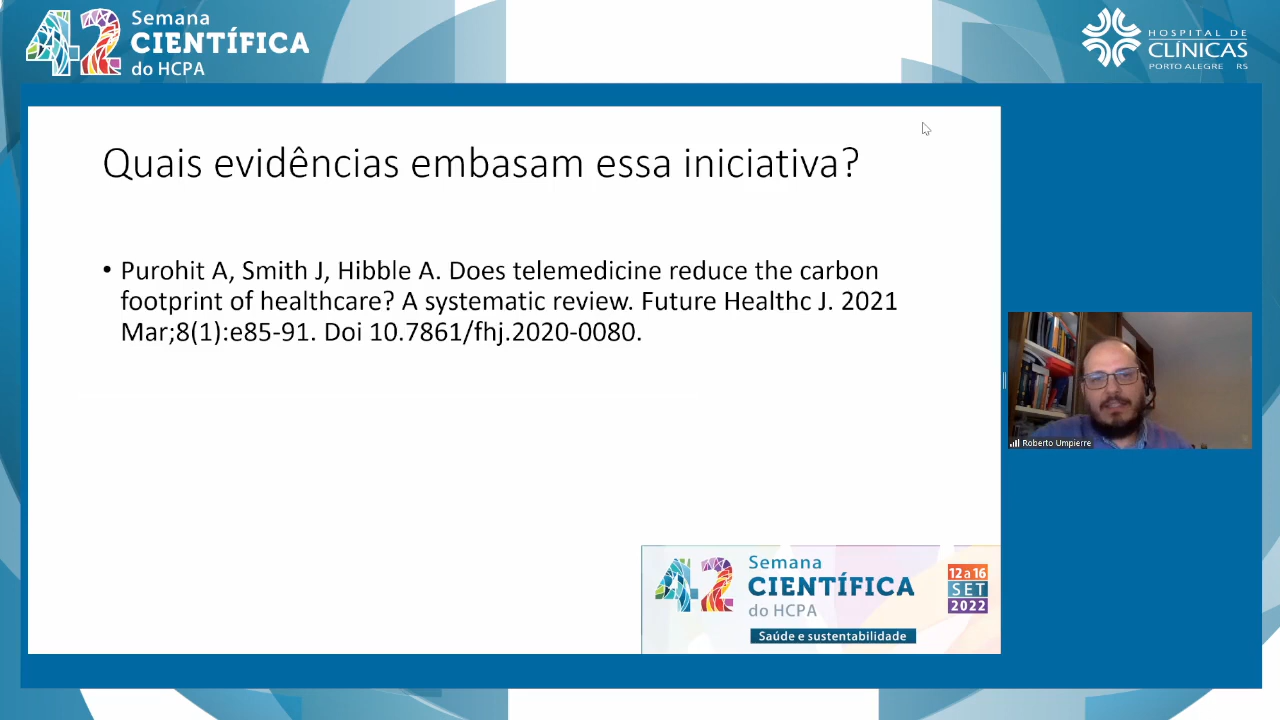 42 Semana
CIENTÍFICA
do HCPA
HOSPITAL DE
CLÍNICAS
PORTO ALEGRE RS
Quais evidências embasam essa iniciativa?
• Purohit A, Smith J, Hibble A. Does telemedicine reduce the carbon
footprint of healthcare? A systematic review. Future Healthc J. 2021
Mar;8(1):e85-91. Doi 10.7861/fhj.2020-0080.
Roberto Umpierre
42 Semana
CIENTÍFICA
do HCPA
Saúde e sustentabilidade
12 a 16
SET
2022